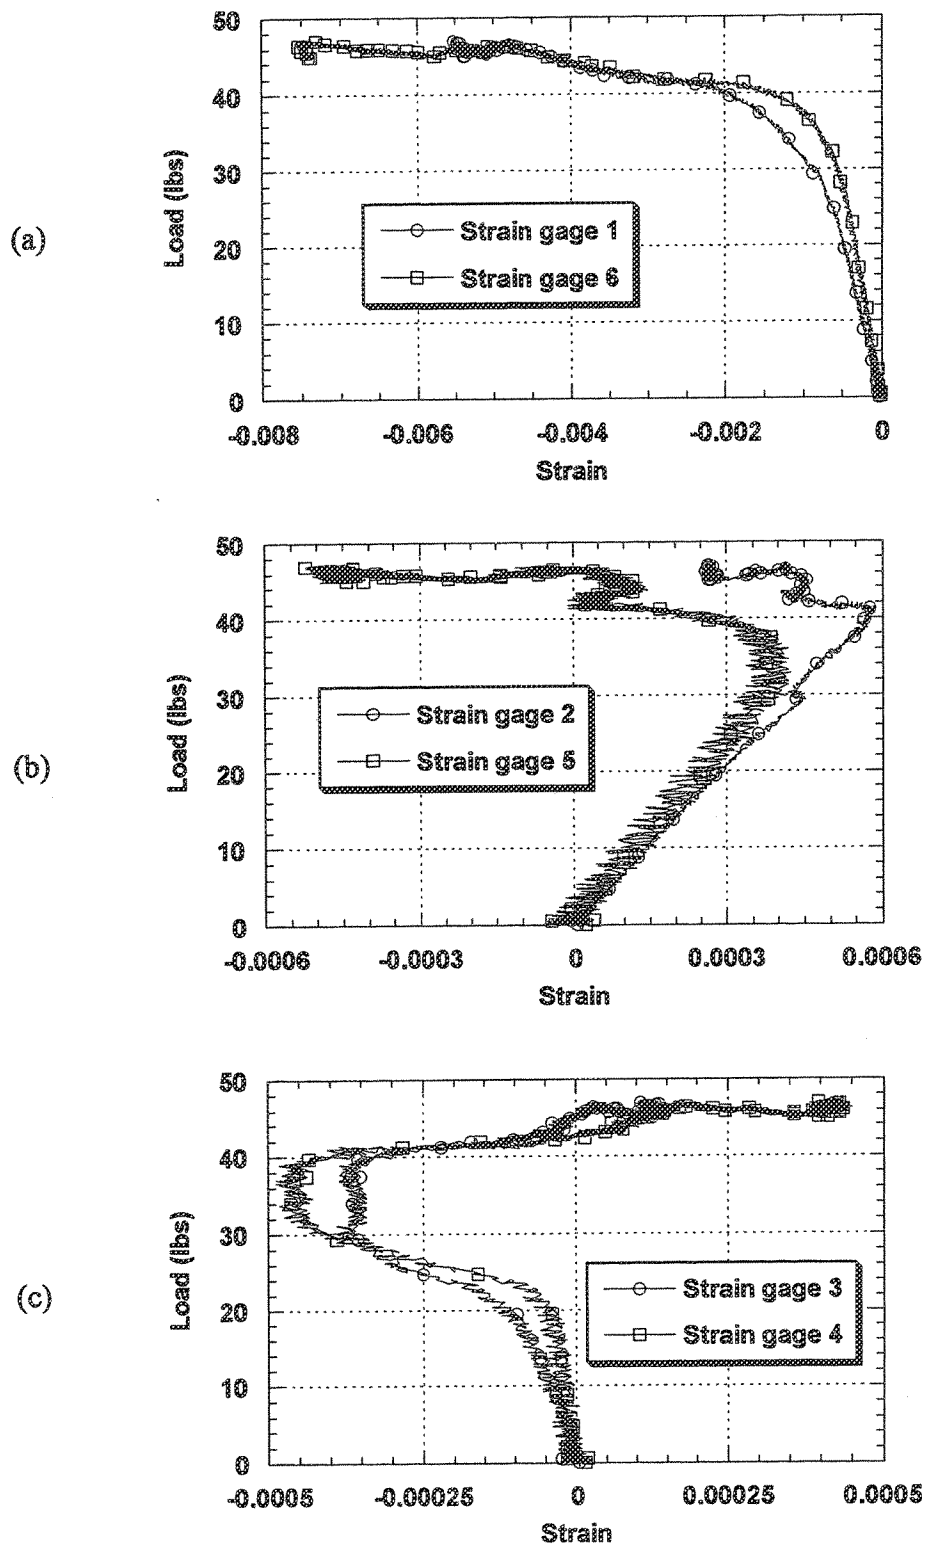 (a)
Load (lbs)
50
40
30
20
10
0
Strain gage 1
Strain gage 6
-0.008 -0.006 -0.004 -0.002 0
Strain
(b)
Load (lbs)
50
40
30
20
10
0
Strain gage 2
Strain gage 5
-0.0006 -0.0003 0 0.0003 0.0006
Strain
(c)
Load (lbs)
50
40
30
20
10
0
Strain gage 3
Strain gage 4
-0.0005 -0.00025 0 0.00025 0.0005
Strain